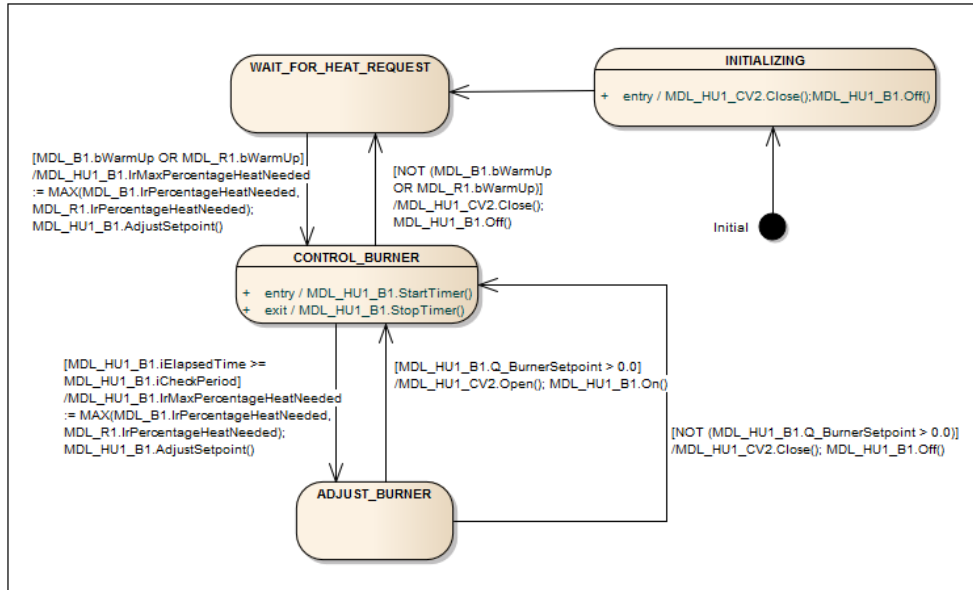 WAIT_FOR_HEAT_REQUEST
INITIALIZING
+ entry / MDL_HU1_CV2.Close();MDL_HU1_B1.Off()
[MDL_B1.bWarmUp OR MDL_R1.bWarmUp]
/MDL_HU1_B1.lrMaxPercentageHeatNeeded
:= MAX(MDL_B1.lrPercentageHeatNeeded,
MDL_R1.lrPercentageHeatNeeded);
MDL_HU1_B1.AdjustSetpoint()
[NOT (MDL_B1.bWarmUp
OR MDL_R1.bWarmUp)]
/MDL_HU1_CV2.Close();
MDL_HU1_B1.Off()
Initial
CONTROL_BURNER
+ entry / MDL_HU1_B1.StartTimer()
+ exit / MDL_HU1_B1.StopTimer()
[MDL_HU1_B1.iElapsedTime >=
MDL_HU1_B1.iCheckPeriod]
/MDL_HU1_B1.lrMaxPercentageHeatNeeded
:= MAX(MDL_B1.lrPercentageHeatNeeded,
MDL_R1.lrPercentageHeatNeeded);
MDL_HU1_B1.AdjustSetpoint()
[MDL_HU1_B1.Q_BurnerSetpoint > 0.0]
/MDL_HU1_CV2.Open(); MDL_HU1_B1.On()
[NOT (MDL_HU1_B1.Q_BurnerSetpoint > 0.0)]
/MDL_HU1_CV2.Close(); MDL_HU1_B1.Off()
ADJUST_BURNER